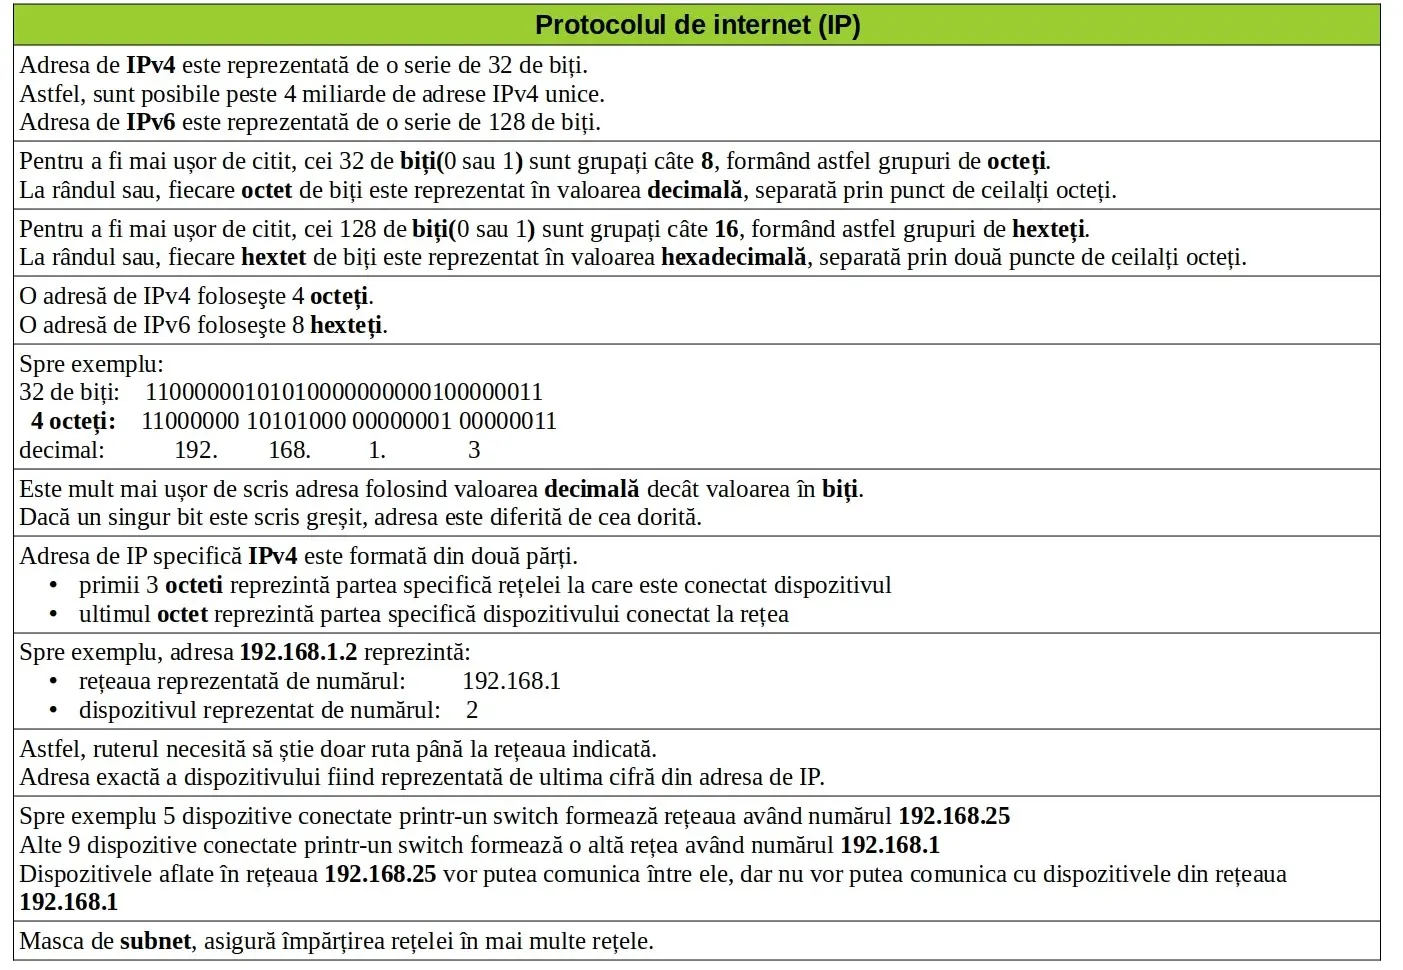 Protocolul de internet (IP)
Adresa de IPv4 este reprezentată de o serie de 32 de biți.
Astfel, sunt posibile peste 4 miliarde de adrese IPv4 unice.
Adresa de IPv6 este reprezentată de o serie de 128 de biți.
Pentru a fi mai ușor de citit, cei 32 de biți(0 sau 1) sunt grupați câte 8, formând astfel grupuri de octeți.
La rândul sau, fiecare octet de biți este reprezentat în valoarea decimală, separată prin punct de ceilalți octeți.
Pentru a fi mai ușor de citit, cei 128 de biți(0 sau 1) sunt grupați câte 16, formând astfel grupuri de hexteți.
La rândul sau, fiecare hextet de biți este reprezentat în valoarea hexadecimală, separată prin două puncte de ceilalți octeți.
O adresă de IPv4 foloseşte 4 octeți.
O adresă de IPv6 foloseşte 8 hexteți.
Spre exemplu:
32 de biți: 11000000101010000000000100000011
4 octeți: 11000000 10101000 00000001 00000011
decimal: 192. 168. 1. 3
Este mult mai ușor de scris adresa folosind valoarea decimală decât valoarea în biți.
Dacă un singur bit este scris greșit, adresa este diferită de cea dorită.
Adresa de IP specifică IPv4 este formată din două părți.
• primii 3 octeti reprezintă partea specifică rețelei la care este conectat dispozitivul
• ultimul octet reprezintă partea specifică dispozitivului conectat la rețea
Spre exemplu, adresa 192.168.1.2 reprezintă:
• rețeaua reprezentată de numărul: 192.168.1
• dispozitivul reprezentat de numărul: 2
Astfel, ruterul necesită să știe doar ruta până la rețeaua indicată.
Adresa exactă a dispozitivului fiind reprezentată de ultima cifră din adresa de IP.
Spre exemplu 5 dispozitive conectate printr-un switch formează rețeaua având numărul 192.168.25
Alte 9 dispozitive conectate printr-un switch formează o altă rețea având numărul 192.168.1
Dispozitivele aflate în rețeaua 192.168.25 vor putea comunica între ele, dar nu vor putea comunica cu dispozitivele din rețeaua
192.168.1
Masca de subnet, asigură împărțirea rețelei în mai multe rețele.